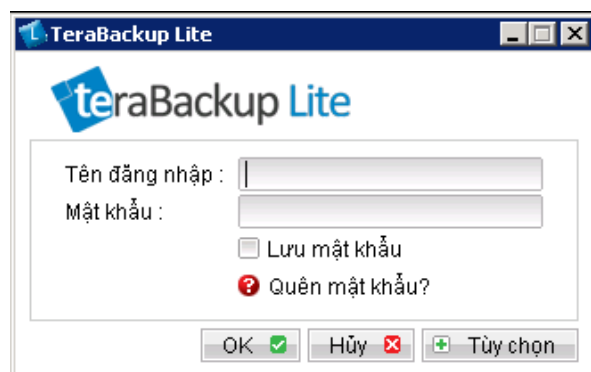 TeraBackup Lite
teraBackup Lite
Tên đăng nhập :
Mật khẩu :
Lưu mật khẩu
Quên mật khẩu?
OK Hủy Tùy chọn